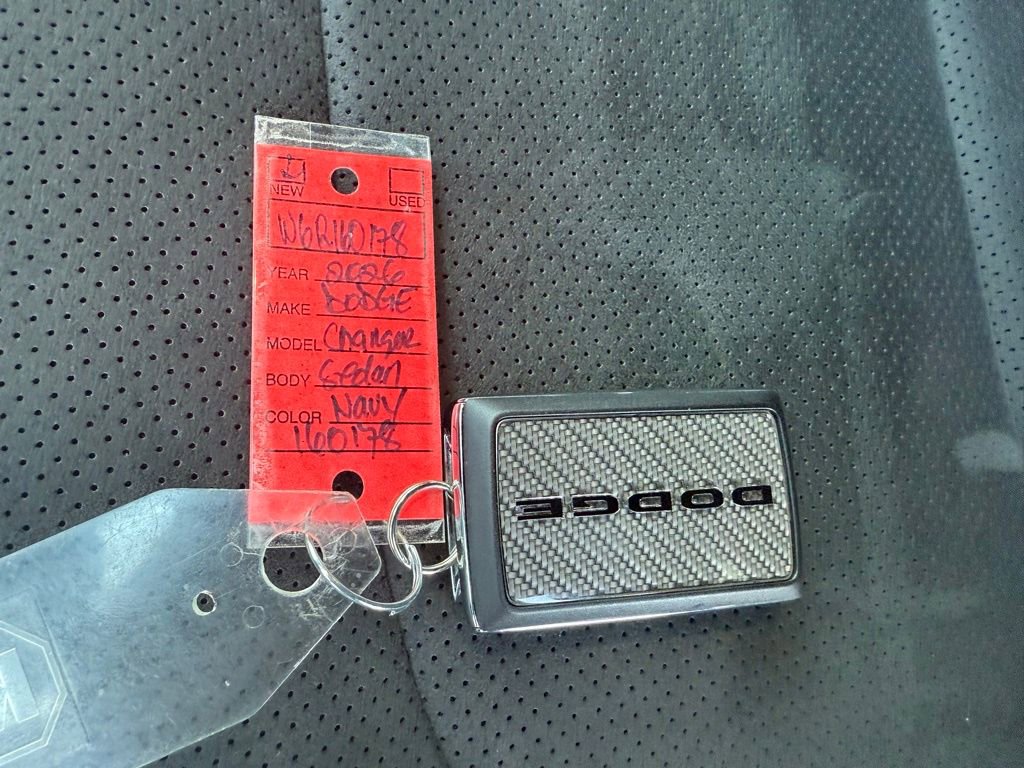 NEW
USED
W6R160178
YEAR 2026
MAKE DODGE
MODEL Charger
BODY Sedan
COLOR Navy
160178
DODGE